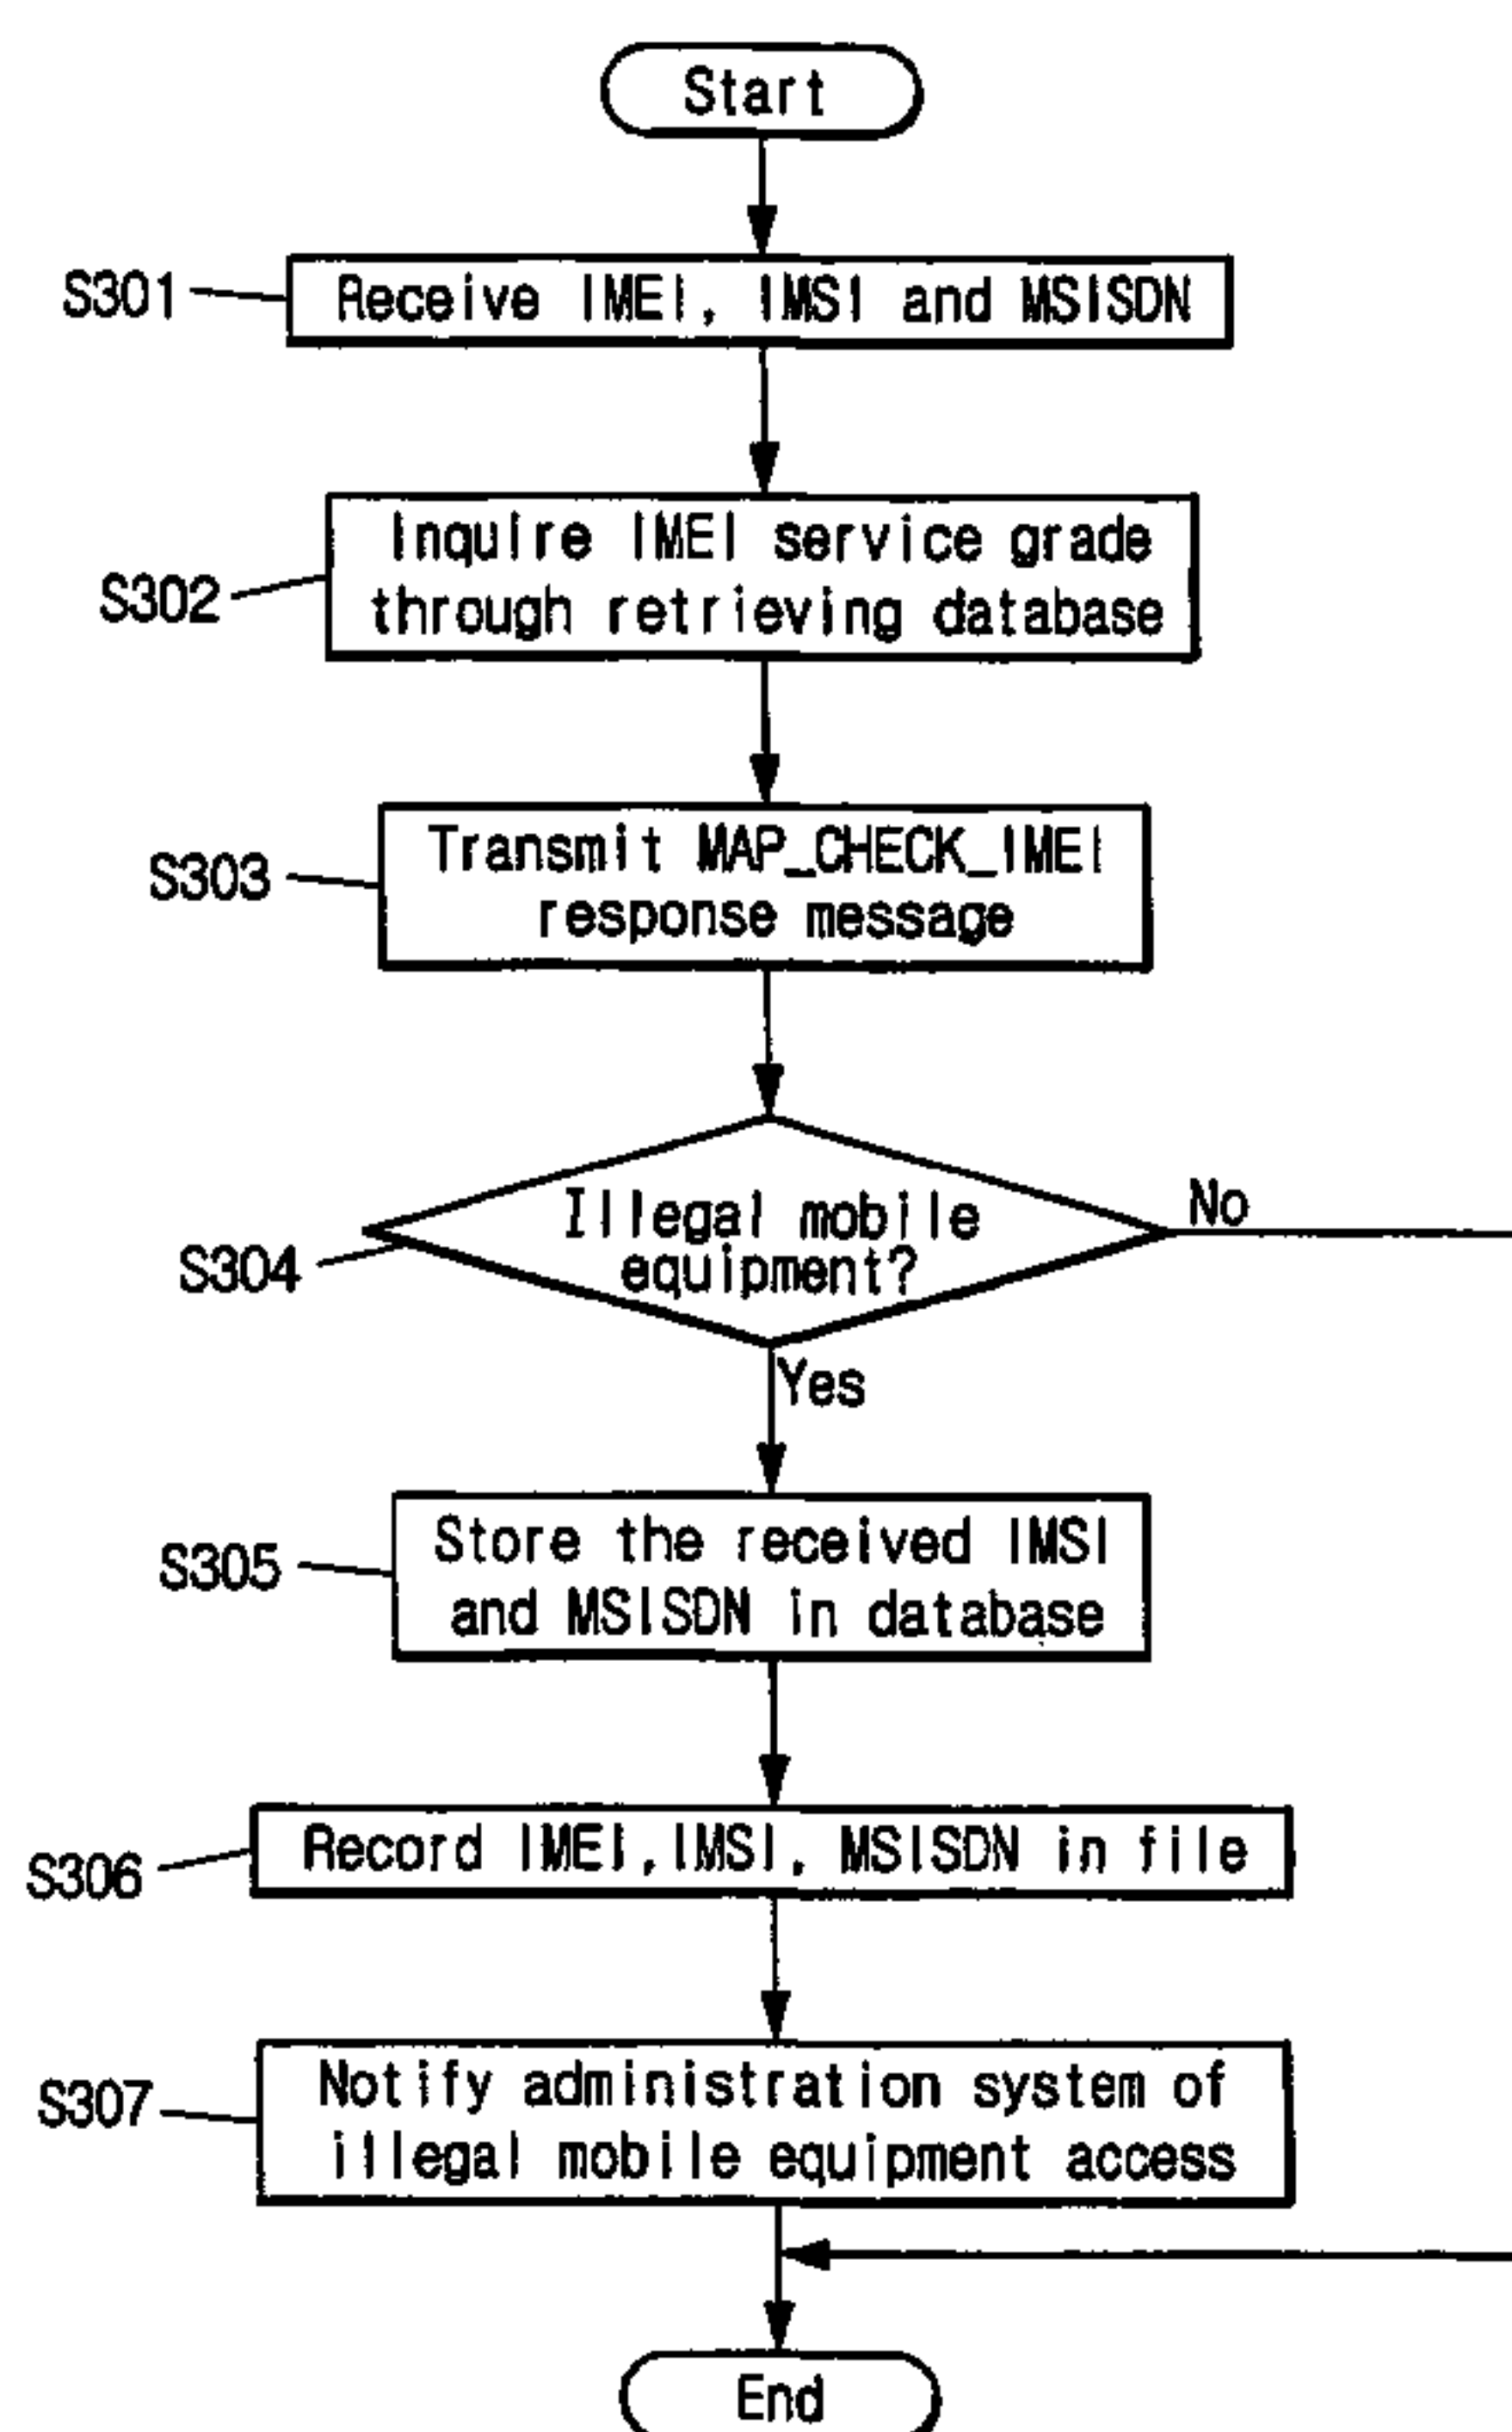 Start
S301
Receive IMEI, IMSI and MSISDN
S302
Inquire IMEI service grade
through retrieving database
S303
Transmit MAP_CHECK_IMEI
response message
S304
Illegal mobile
equipment?
No
Yes
S305
Store the received IMSI
and MSISDN in database
S306
Record IMEI,IMSI, MSISDN in file
S307
Notify administration system of
illegal mobile equipment access
End